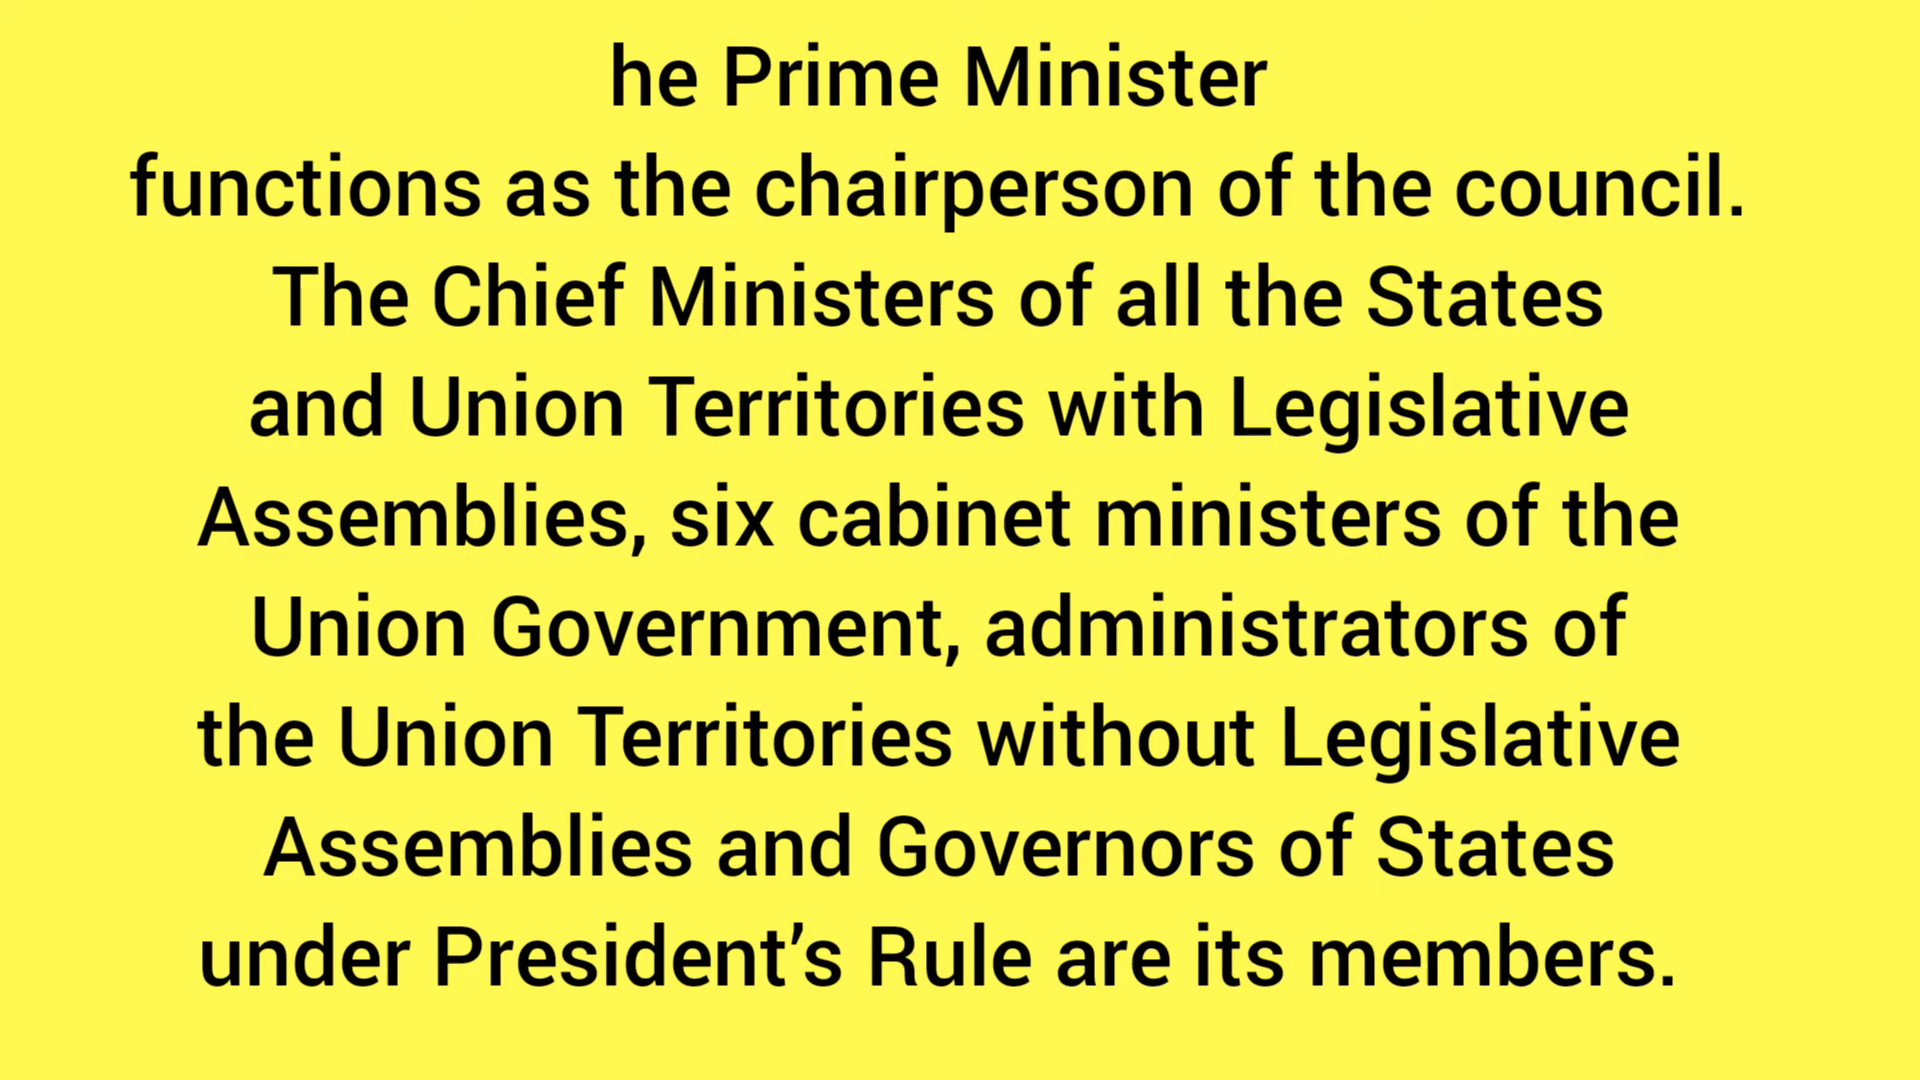 he Prime Minister
functions as the chairperson of the council.
The Chief Ministers of all the States
and Union Territories with Legislative
Assemblies, six cabinet ministers of the
Union Government, administrators of
the Union Territories without Legislative
Assemblies and Governors of States
under President’s Rule are its members.